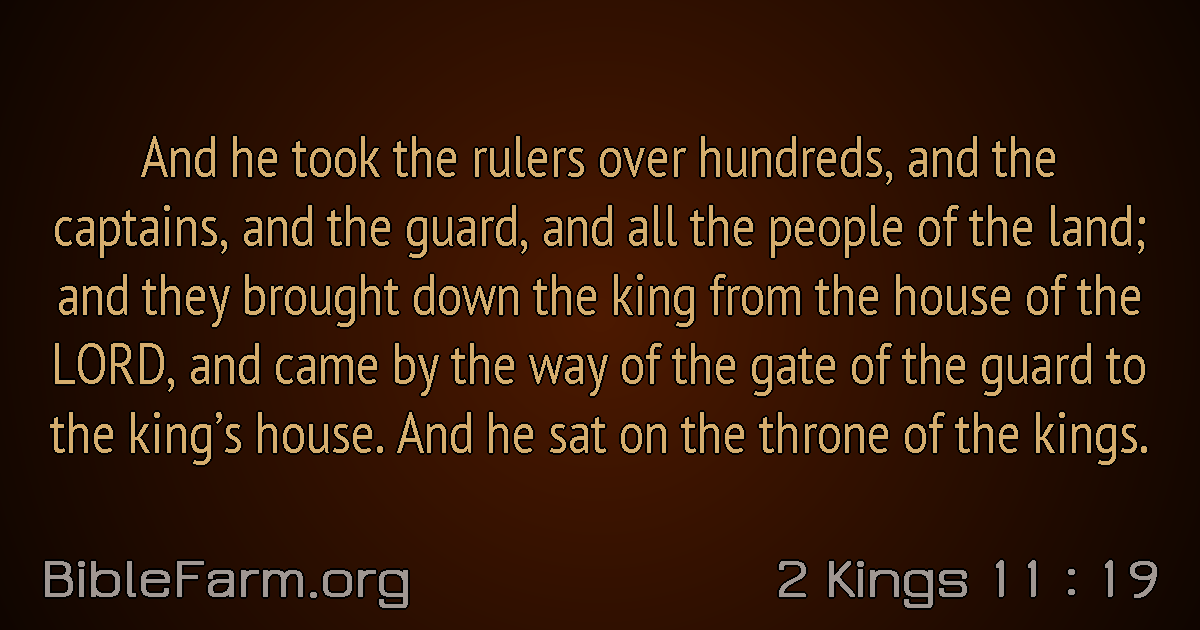 And he took the rulers over hundreds, and the
captains, and the guard, and all the people of the land;
and they brought down the king from the house of the
LORD, and came by the way of the gate of the guard to
the king’s house. And he sat on the throne of the kings.
BibleFarm.org
2 Kings 11 : 19